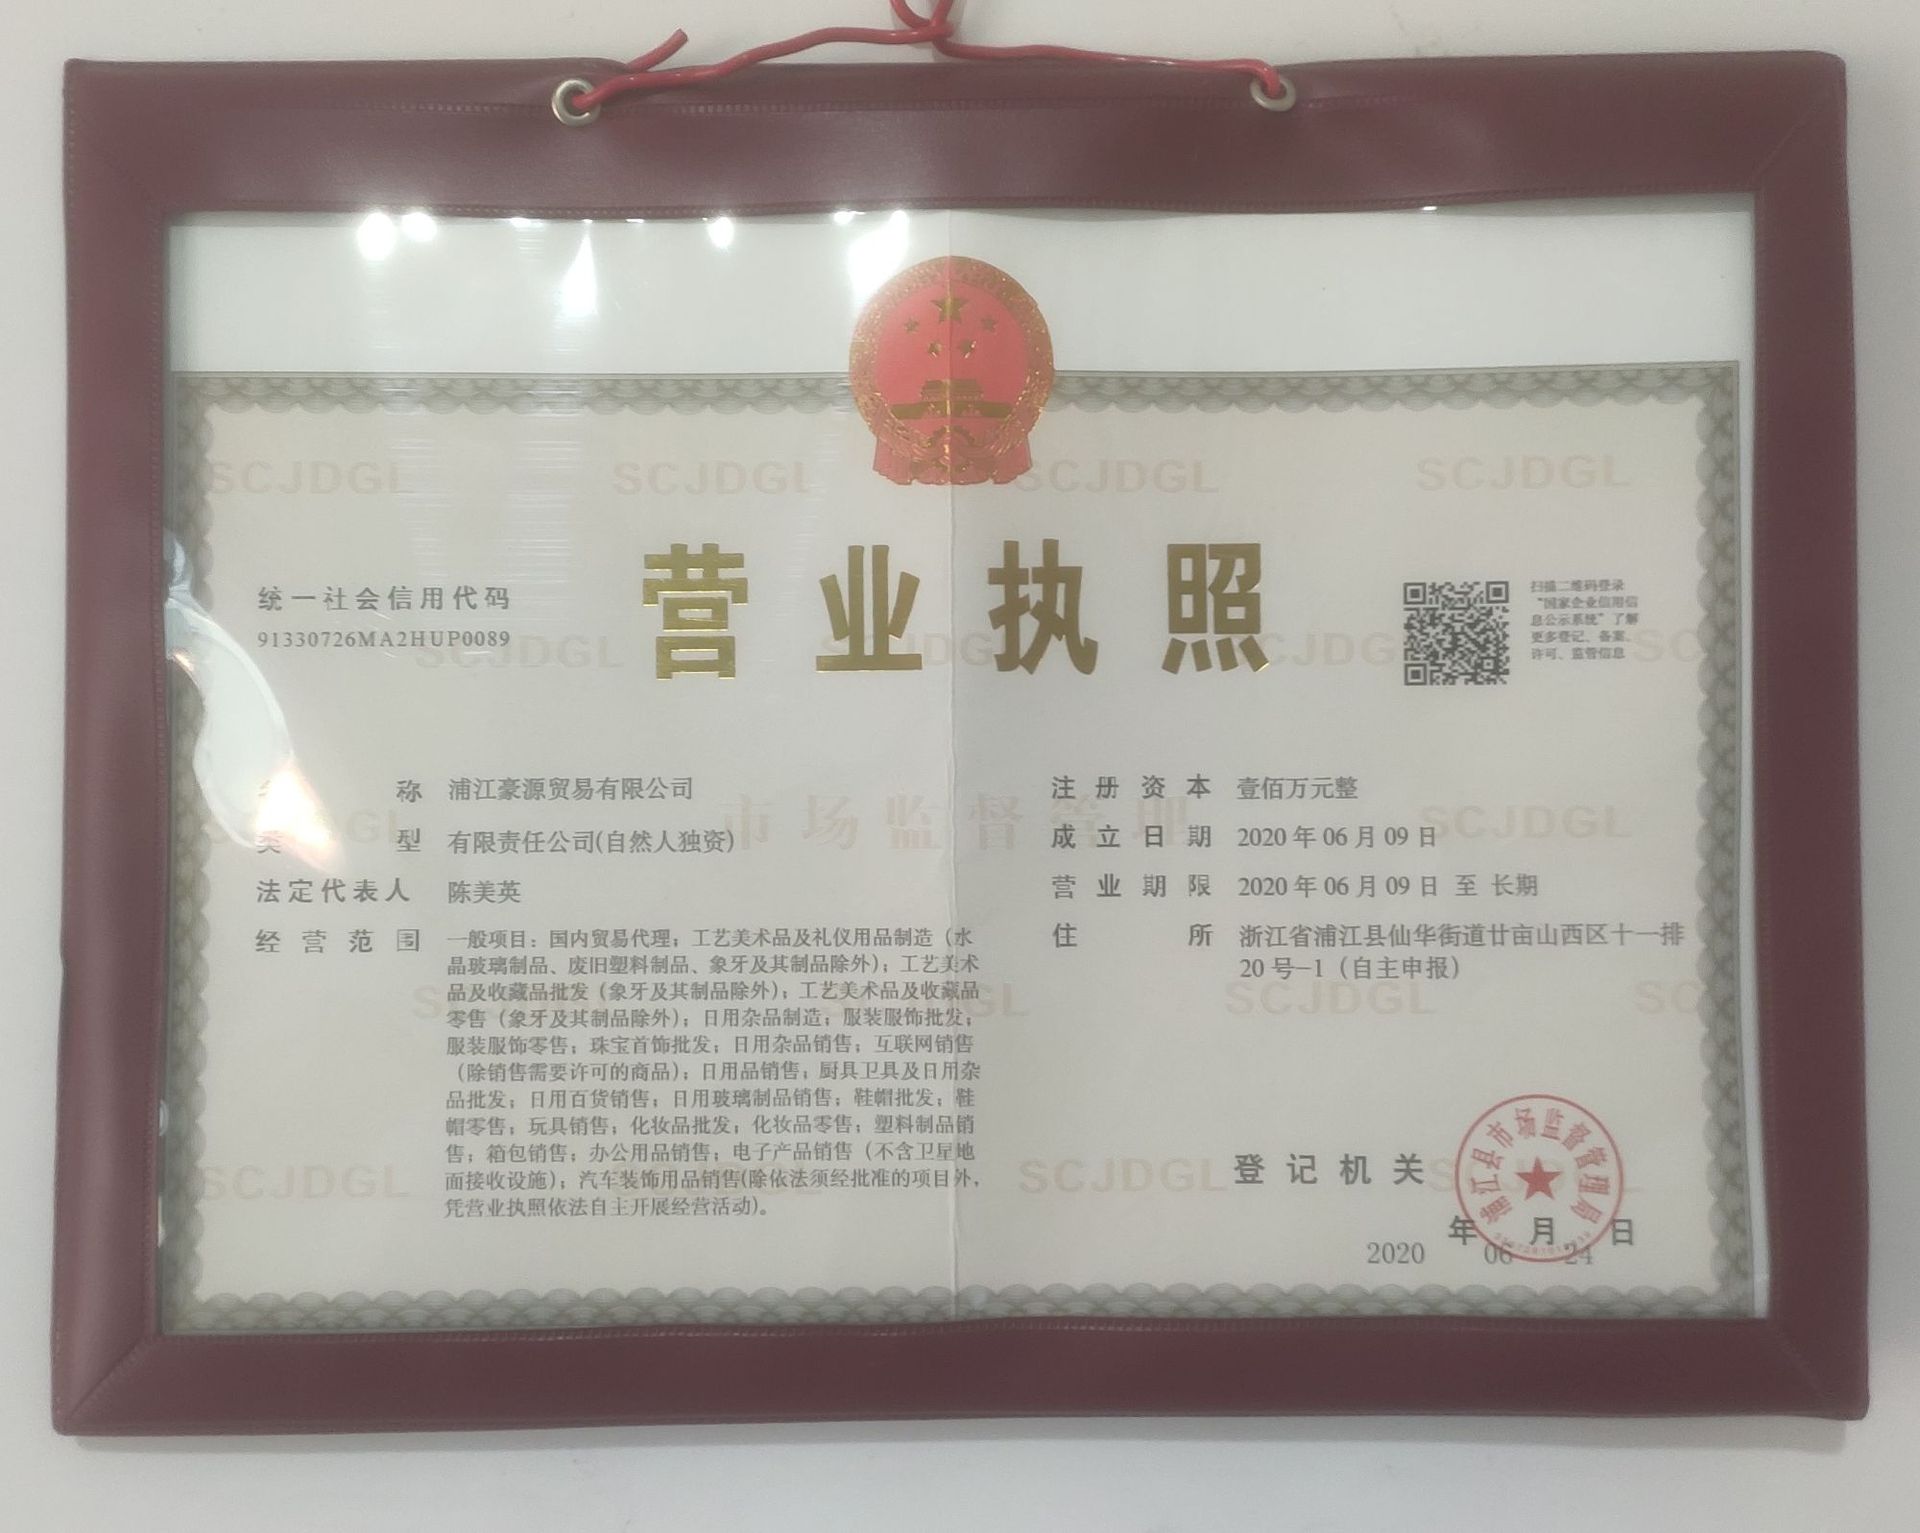 营业执照
统一社会信用代码
91330726MA2HUP0089
扫描二维码登录
“国家企业信用信
息公示系统”了解
更多登记、备案、
许可、监管信息
称 浦江豪源贸易有限公司
类型 有限责任公司(自然人独资)
法定代表人 陈美英
经营范围 一般项目：国内贸易代理；工艺美术品及礼仪用品制造（水
晶玻璃制品、废旧塑料制品、象牙及其制品除外）；工艺美术
品及收藏品批发（象牙及其制品除外）；工艺美术品及收藏品
零售（象牙及其制品除外）；日用杂品制造；服装服饰批发；
服装服饰零售；珠宝首饰批发；日用杂品销售；互联网销售
（除销售需要许可的商品）；日用品销售；厨具卫具及日用杂
品批发；日用百货销售；日用玻璃制品销售；鞋帽批发；鞋
帽零售；玩具销售；化妆品批发；化妆品零售；塑料制品销
售；箱包销售；办公用品销售；电子产品销售（不含卫星地
面接收设施）；汽车装饰用品销售(除依法须经批准的项目外，
凭营业执照依法自主开展经营活动)。
注册资本 壹佰万元整
成立日期 2020年06月09日
营业期限 2020年06月09日 至 长期
住所 浙江省浦江县仙华街道廿亩山西区十一排
20号-1（自主申报）
登记机关
浦江县市场监督管理局
年 月 日
2020 06 24
市场监督管理
SCJDGL SCJDGL SCJDGL SCJDGL